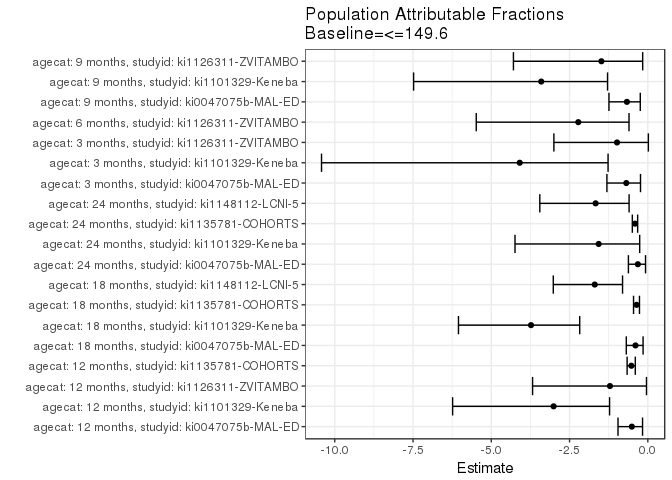 Population Attributable Fractions
Baseline=<=149.6
agecat: 9 months, studyid: ki1126311-ZVITAMBO
agecat: 9 months, studyid: ki1101329-Keneba
agecat: 9 months, studyid: ki0047075b-MAL-ED
agecat: 6 months, studyid: ki1126311-ZVITAMBO
agecat: 3 months, studyid: ki1126311-ZVITAMBO
agecat: 3 months, studyid: ki1101329-Keneba
agecat: 3 months, studyid: ki0047075b-MAL-ED
agecat: 24 months, studyid: ki1148112-LCNI-5
agecat: 24 months, studyid: ki1135781-COHORTS
agecat: 24 months, studyid: ki1101329-Keneba
agecat: 24 months, studyid: ki0047075b-MAL-ED
agecat: 18 months, studyid: ki1148112-LCNI-5
agecat: 18 months, studyid: ki1135781-COHORTS
agecat: 18 months, studyid: ki1101329-Keneba
agecat: 18 months, studyid: ki0047075b-MAL-ED
agecat: 12 months, studyid: ki1135781-COHORTS
agecat: 12 months, studyid: ki1126311-ZVITAMBO
agecat: 12 months, studyid: ki1101329-Keneba
agecat: 12 months, studyid: ki0047075b-MAL-ED
-10.0 -7.5 -5.0 -2.5 0.0
Estimate